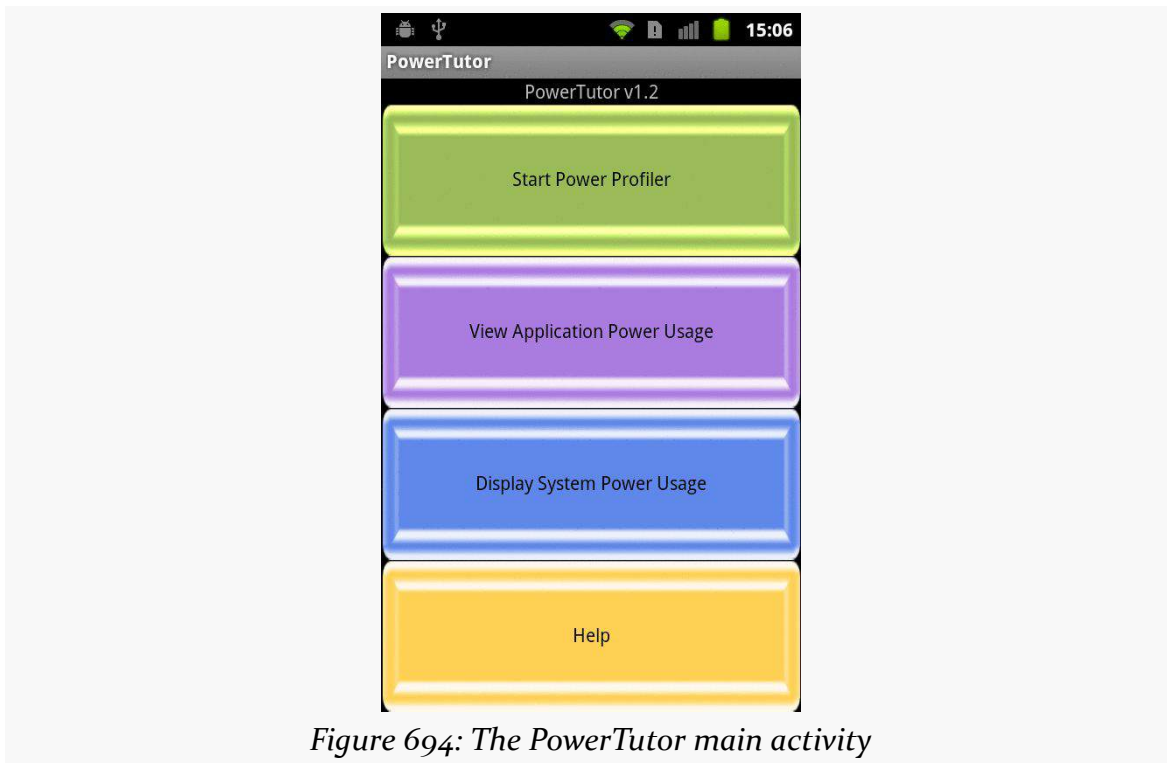 15:06
PowerTutor
PowerTutor v1.2
Start Power Profiler
View Application Power Usage
Display System Power Usage
Help
Figure 694: The PowerTutor main activity